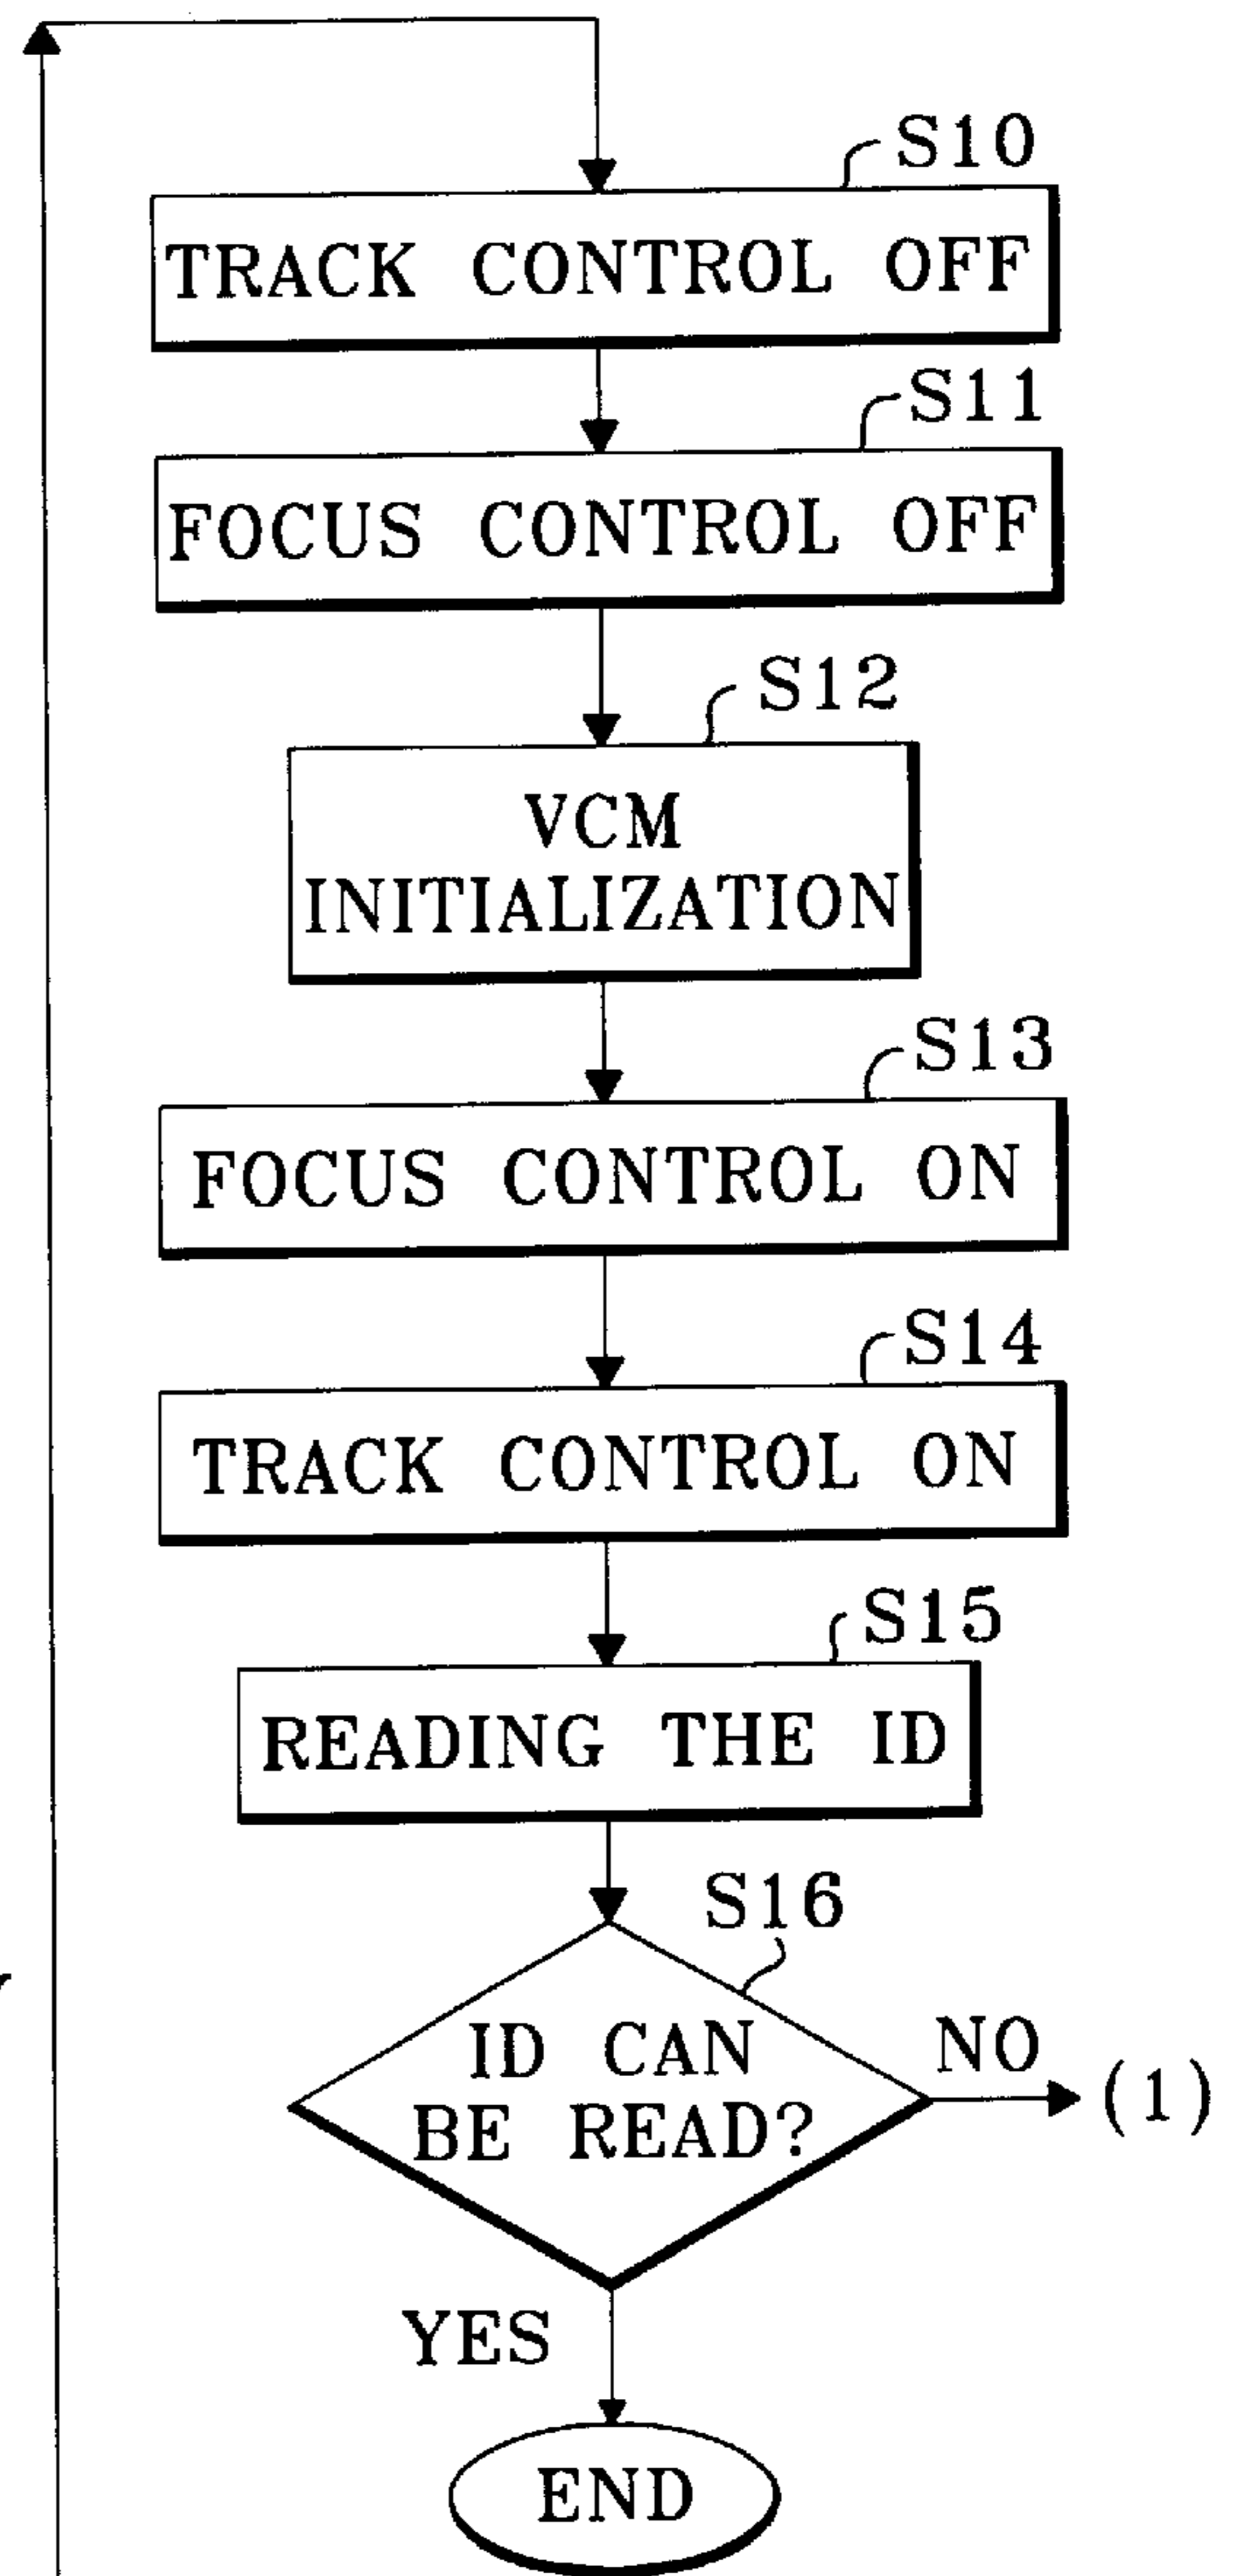 S10
TRACK CONTROL OFF
S11
FOCUS CONTROL OFF
S12
VCM
INITIALIZATION
S13
FOCUS CONTROL ON
S14
TRACK CONTROL ON
S15
READING THE ID
S16
ID CAN
BE READ?
NO
(1)
YES
END